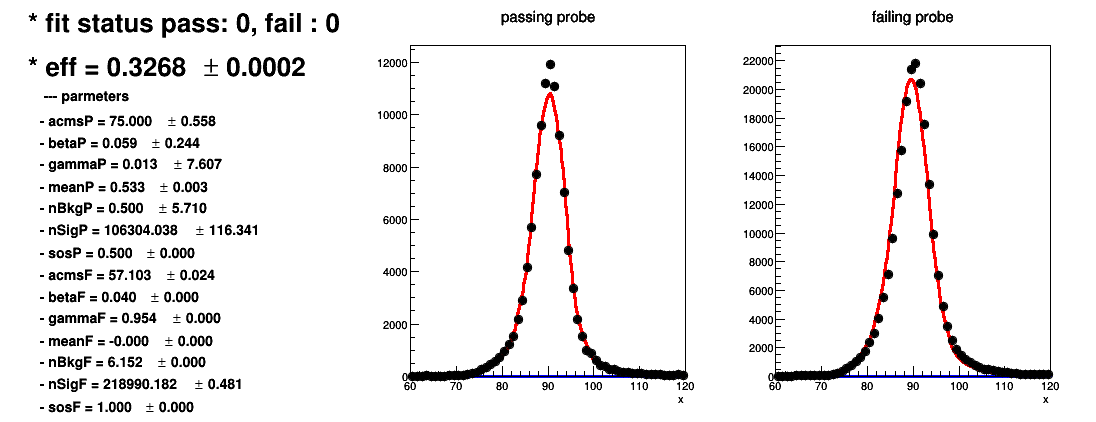 * fit status pass: 0, fail : 0
* eff = 0.3268 ± 0.0002
--- parmeters
- acmsP = 75.000 ± 0.558
- betaP = 0.059 ± 0.244
- gammaP = 0.013 ± 7.607
- meanP = 0.533 ± 0.003
- nBkgP = 0.500 ± 5.710
- nSigP = 106304.038 ± 116.341
- sosP = 0.500 ± 0.000
- acmsF = 57.103 ± 0.024
- betaF = 0.040 ± 0.000
- gammaF = 0.954 ± 0.000
- meanF = -0.000 ± 0.000
- nBkgF = 6.152 ± 0.000
- nSigF = 218990.182 ± 0.481
- sosF = 1.000 ± 0.000
passing probe
12000
10000
8000
6000
4000
2000
0
60 70 80 90 100 110 120
x
failing probe
22000
20000
18000
16000
14000
12000
10000
8000
6000
4000
2000
0
60 70 80 90 100 110 120
x